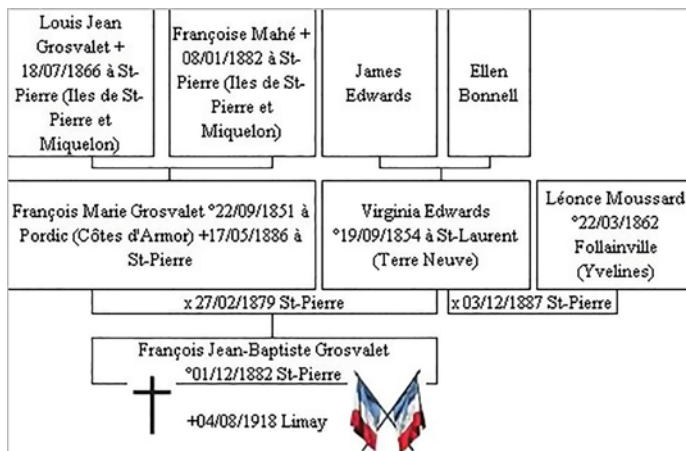 Louis Jean
Grosvalet +
18/07/1866 à St-
Pierre (Iles de St-
Pierre et
Miquelon)
Françoise Mahé +
08/01/1882 à St-
Pierre (Iles de St-
Pierre et
Miquelon)
James
Edwards
Ellen
Bonnell
François Marie Grosvalet °22/09/1851 à
Pordic (Côtes d'Armor) +17/05/1886 à
St-Pierre
Virginia Edwards
°19/09/1854 à St-Laurent
(Terre Neuve)
Léonce Moussard
°22/03/1862
Follainville
(Yvelines)
x 27/02/1879 St-Pierre
x 03/12/1887 St-Pierre
François Jean-Baptiste Grosvalet
°01/12/1882 St-Pierre
+04/08/1918 Limay